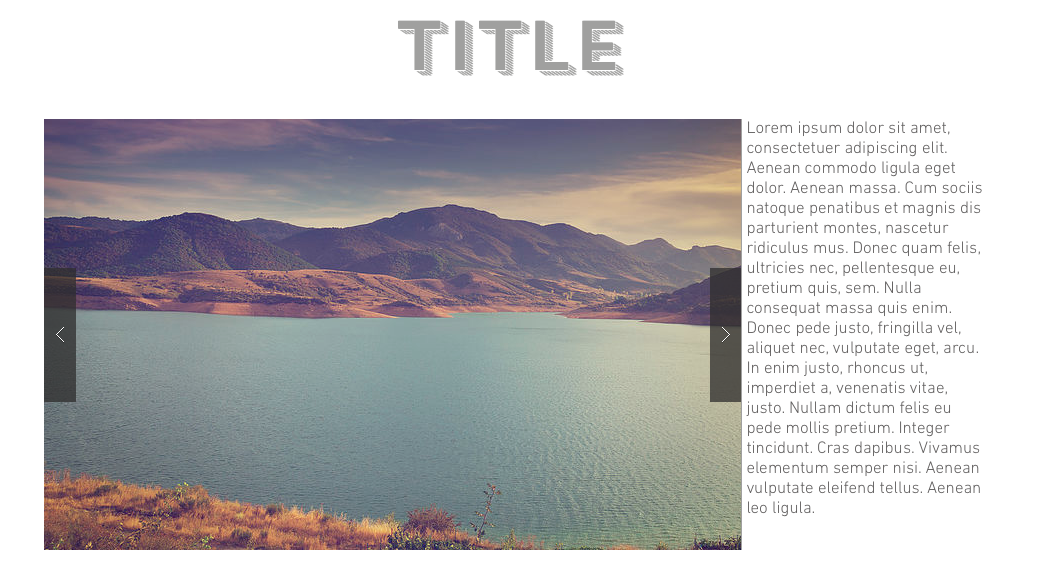 TITLE
Lorem ipsum dolor sit amet,
consectetuer adipiscing elit.
Aenean commodo ligula eget
dolor. Aenean massa. Cum sociis
natoque penatibus et magnis dis
parturient montes, nascetur
ridiculus mus. Donec quam felis,
ultricies nec, pellentesque eu,
pretium quis, sem. Nulla
consequat massa quis enim.
Donec pede justo, fringilla vel,
aliquet nec, vulputate eget, arcu.
In enim justo, rhoncus ut,
imperdiet a, venenatis vitae,
justo. Nullam dictum felis eu
pede mollis pretium. Integer
tincidunt. Cras dapibus. Vivamus
elementum semper nisi. Aenean
vulputate eleifend tellus. Aenean
leo ligula.